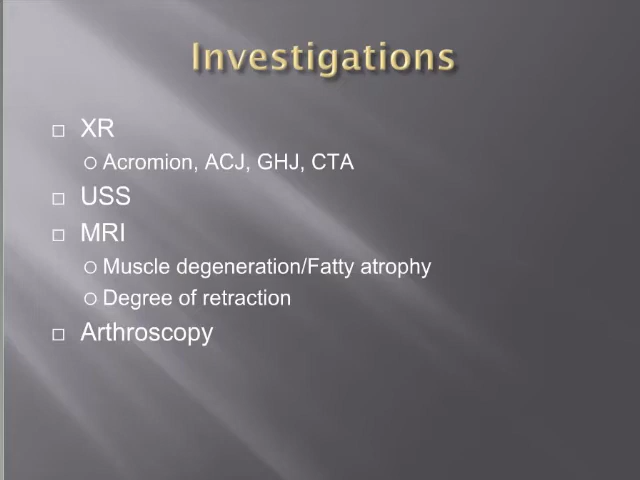 Investigations
XR
Acromion, ACJ, GHJ, CTA
USS
MRI
Muscle degeneration/Fatty atrophy
Degree of retraction
Arthroscopy